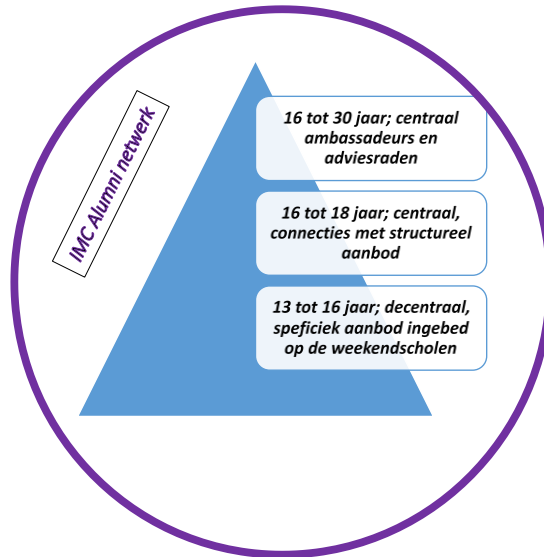 IMC Alumni netwerk
16 tot 30 jaar; centraal
ambassadeurs en
adviesraden
16 tot 18 jaar; centraal,
connecties met structureel
aanbod
13 tot 16 jaar; decentraal,
speficiek aanbod ingebed
op de weekendscholen